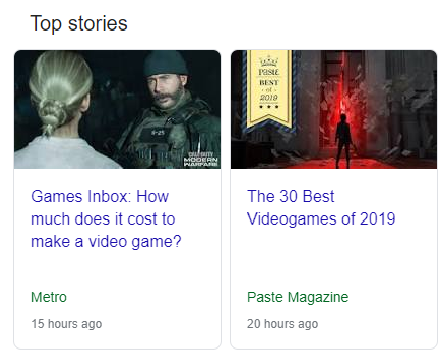 Top stories
CALL OF DUTY
MODERN
WARFARE
Paste
BEST
OF
2019
Games Inbox: How
much does it cost to
make a video game?
Metro
15 hours ago
The 30 Best
Videogames of 2019
Paste Magazine
20 hours ago